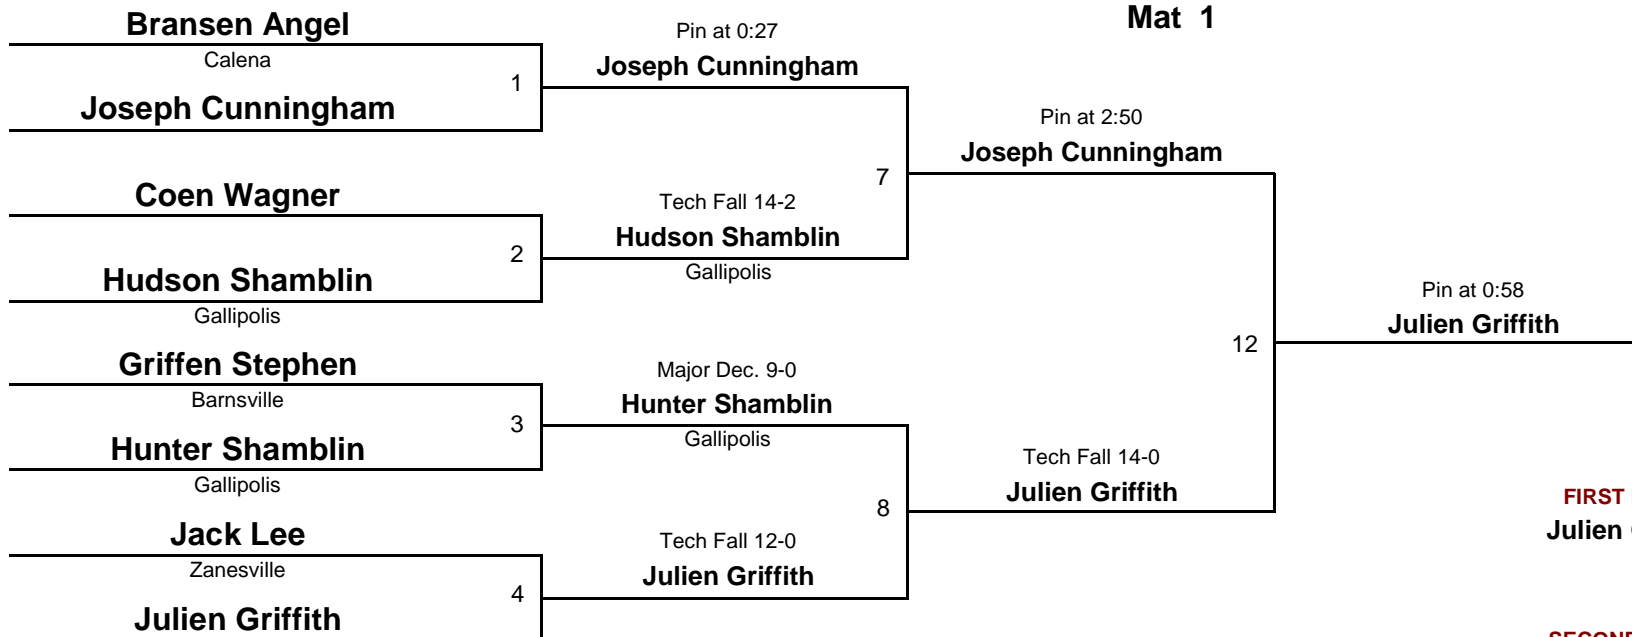 Mat 1
Bransen Angel
Calena
1
Joseph Cunningham
Coen Wagner
2
Hudson Shamblin
Gallipolis
Griffen Stephen
Barnsville
3
Hunter Shamblin
Gallipolis
Jack Lee
Zanesville
4
Julien Griffith
Pin at 0:27
Joseph Cunningham
7
Tech Fall 14-2
Hudson Shamblin
Gallipolis
Major Dec. 9-0
Hunter Shamblin
Gallipolis
8
Tech Fall 12-0
Julien Griffith
Pin at 2:50
Joseph Cunningham
12
Tech Fall 14-0
Julien Griffith
Pin at 0:58
Julien Griffith
FIRST
Julien